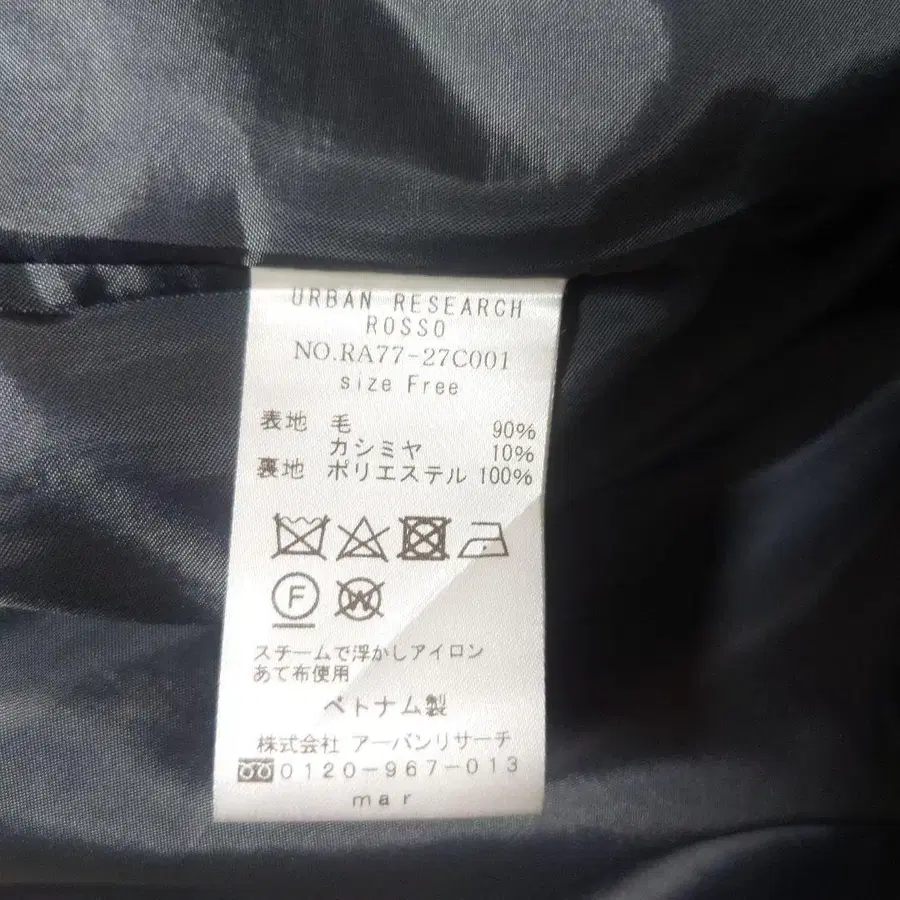 URBAN RESEARCH
ROSSO
NO.RA77-27C001
size Free
表地 毛 90%
カシミヤ 10%
裏地 ポリエステル 100%
F W
スチームで浮かしアイロン
あて布使用
ベトナム製
株式会社 アーバンリサーチ
0120-967-013
mar